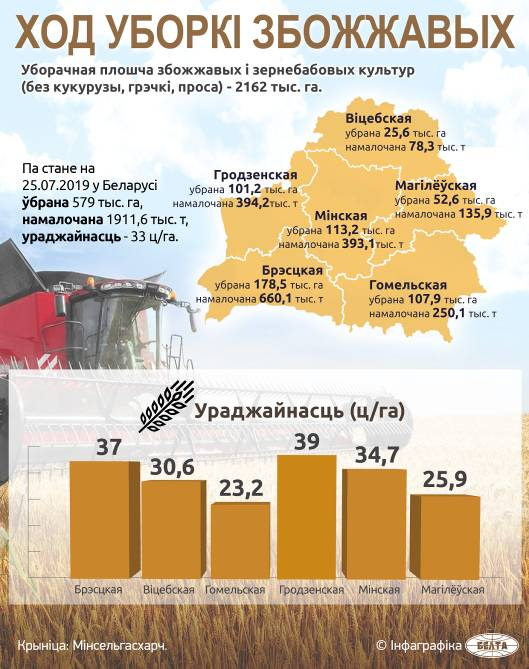 ХОД УБОРКІ ЗБОЖЖАВЫХ
Уборачная плошча збожжавых і зернебабовых культур
(без кукурузы, грэчкі, проса) - 2162 тыс. га.
Па стане на
25.07.2019 у Беларусі
ўбрана 579 тыс. га,
намалочана 1911,6 тыс. т,
ураджайнасць - 33 ц/га.
Віцебская
убрана 25,6 тыс. га
намалочана 78,3 тыс. т
Гродзенская
убрана 101,2 тыс. га
намалочана 394,2тыс. т
Магілёўская
убрана 52,6 тыс. га
намалочана 135,9 тыс. т
Мінская
убрана 113,2 тыс. га
намалочана 393,1тыс. т
Брэсцкая
убрана 178,5 тыс. га
намалочана 660,1 тыс. т
Гомельская
убрана 107,9 тыс. га
намалочана 250,1 тыс. т
Ураджайнасць (ц/га)
37
30,6
23,2
39
34,7
25,9
Брэсцкая
Віцебская
Гомельская
Гродзенская
Мінская
Магілёўская
Крыніца: Мінсельгасхарч.
© Інфаграфіка БЕЛТА